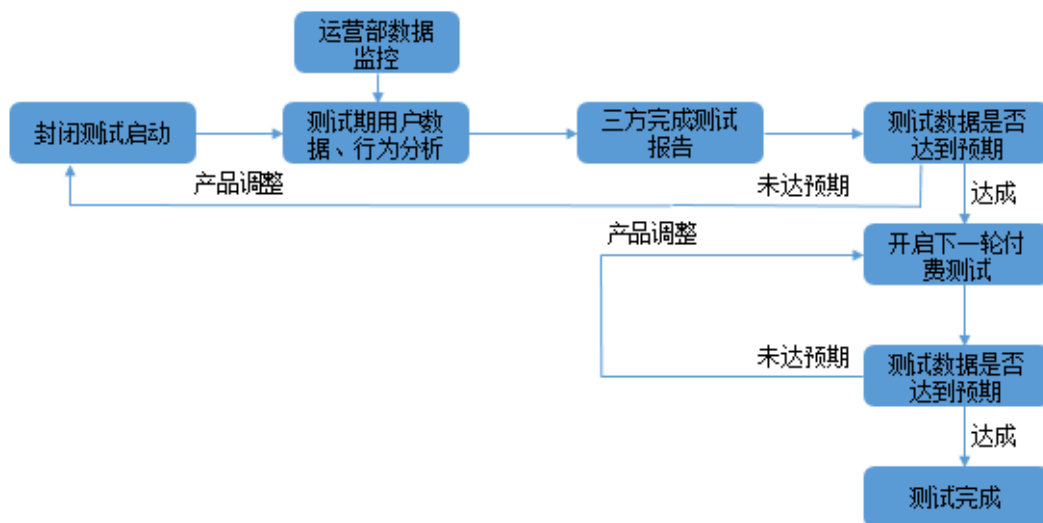 运营部数据
监控
封闭测试启动
测试期用户数
据、行为分析
三方完成测试
报告
测试数据是否
达到预期
产品调整
未达预期
达成
产品调整
开启下一轮付
费测试
未达预期
测试数据是否
达到预期
达成
测试完成